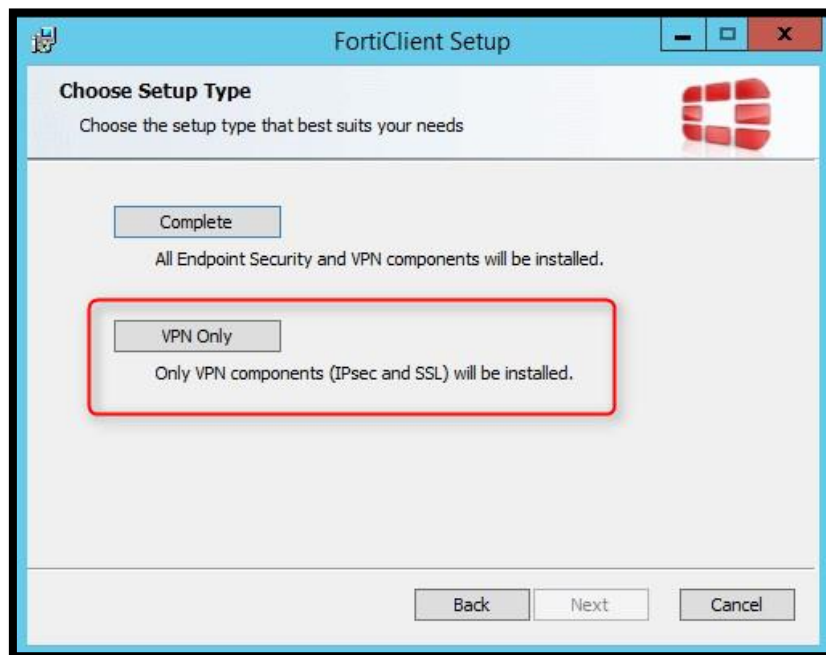 FortiClient Setup
Choose Setup Type
Choose the setup type that best suits your needs
Complete
All Endpoint Security and VPN components will be installed.
VPN Only
Only VPN components (IPsec and SSL) will be installed.
Back Next Cancel